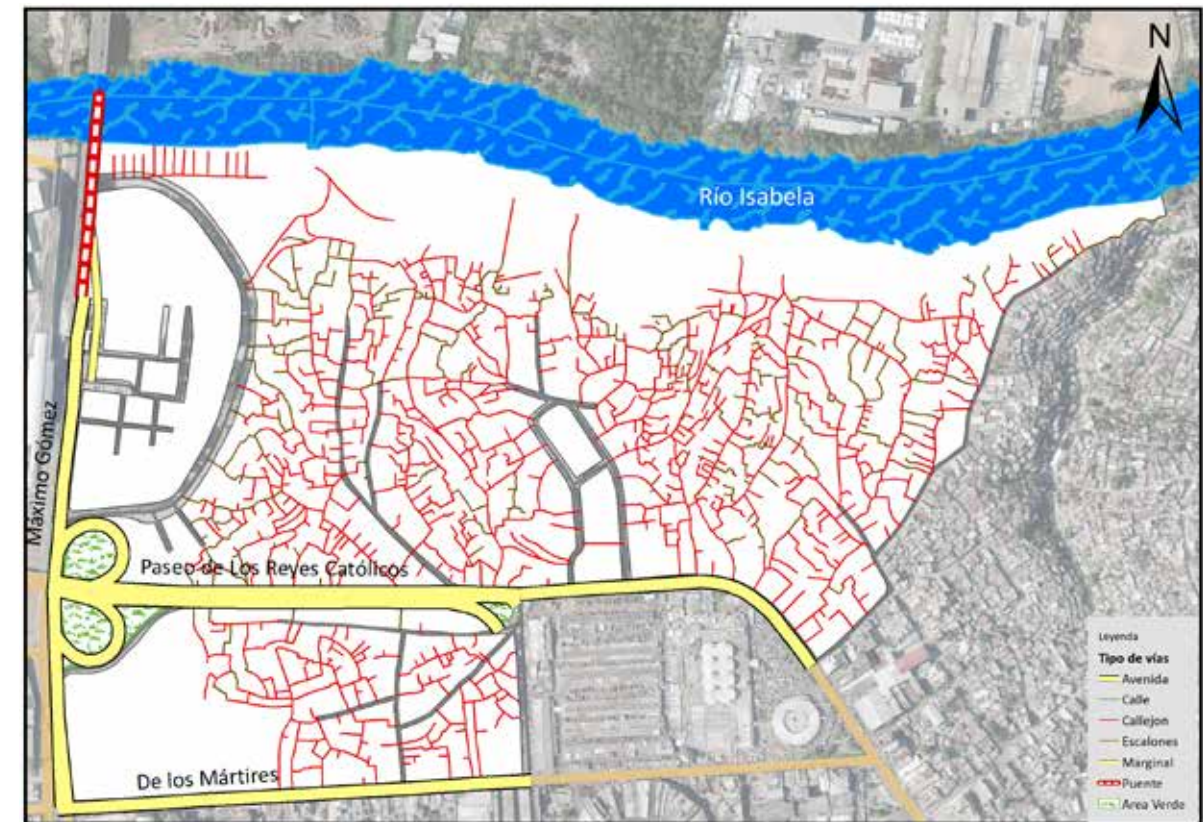 N
Río Isabela
Máximo Gómez
Paseo de Los Reyes Católicos
De los Mártires
Leyenda
Tipo de vías
Avenida
Calle
Callejon
Escalones
Marginal
Puente
Area Verde